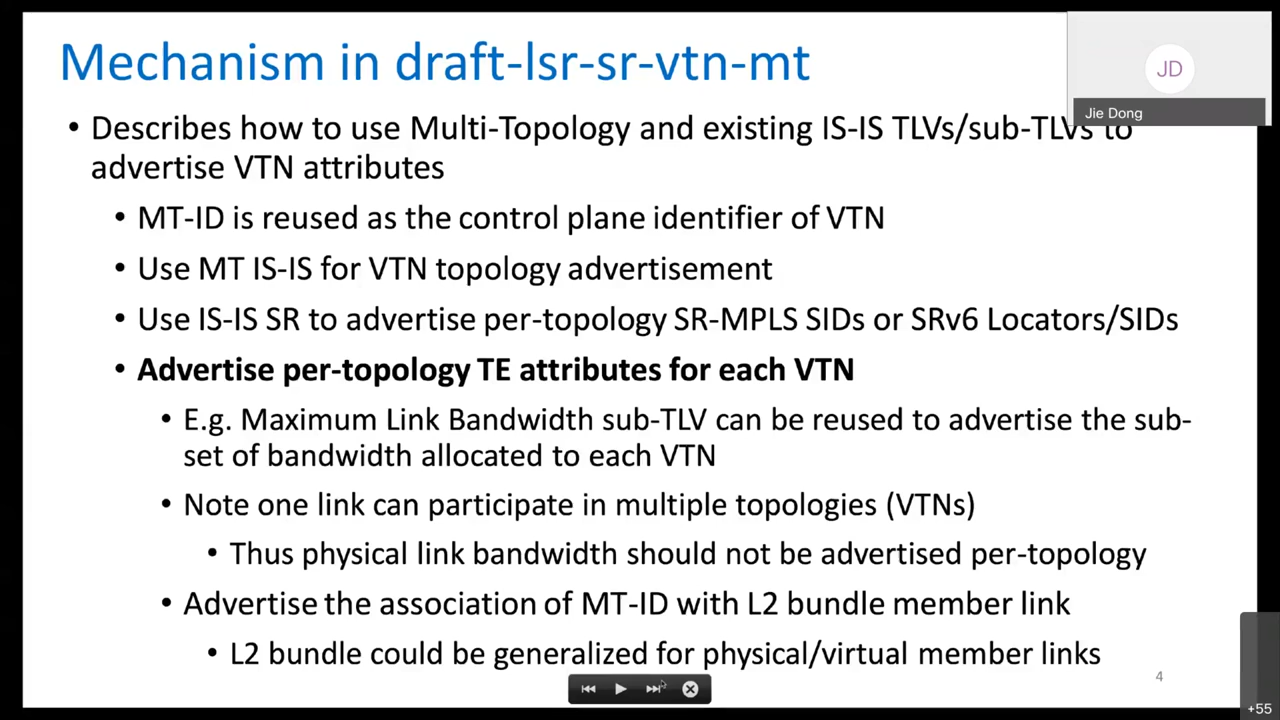 Mechanism in draft-lsr-sr-vtn-mt
JD
Jie Dong
• Describes how to use Multi-Topology and existing IS-IS TLVs/sub-TLVs to
advertise VTN attributes
• MT-ID is reused as the control plane identifier of VTN
• Use MT IS-IS for VTN topology advertisement
• Use IS-IS SR to advertise per-topology SR-MPLS SIDs or SRv6 Locators/SIDs
• Advertise per-topology TE attributes for each VTN
• E.g. Maximum Link Bandwidth sub-TLV can be reused to advertise the sub-
set of bandwidth allocated to each VTN
• Note one link can participate in multiple topologies (VTNs)
• Thus physical link bandwidth should not be advertised per-topology
• Advertise the association of MT-ID with L2 bundle member link
• L2 bundle could be generalized for physical/virtual member links
4
+55